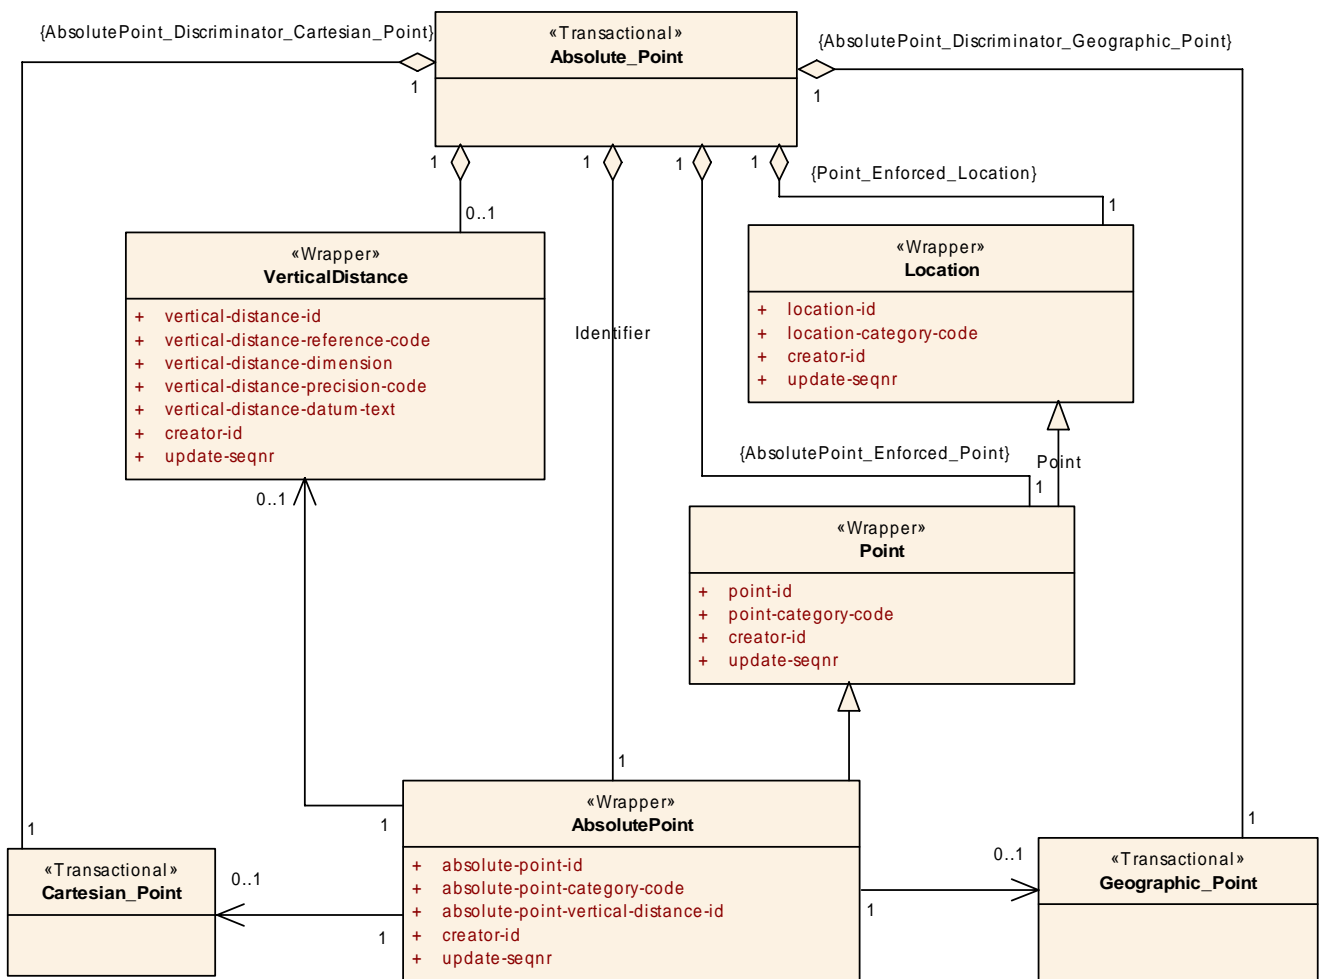 {AbsolutePoint_Discriminator_Cartesian_Point}
«Transactional»
Absolute_Point
{AbsolutePoint_Discriminator_Geographic_Point}
1
1
1
1
1
1
{Point_Enforced_Location}
0..1
1
«Wrapper»
VerticalDistance
+ vertical-distance-id
+ vertical-distance-reference-code
+ vertical-distance-dimension
+ vertical-distance-precision-code
+ vertical-distance-datum-text
+ creator-id
+ update-seqnr
Identifier
«Wrapper»
Location
+ location-id
+ location-category-code
+ creator-id
+ update-seqnr
{AbsolutePoint_Enforced_Point}
Point
0..1
1
«Wrapper»
Point
+ point-id
+ point-category-code
+ creator-id
+ update-seqnr
1
1
1
1
«Wrapper»
AbsolutePoint
+ absolute-point-id
+ absolute-point-category-code
+ absolute-point-vertical-distance-id
+ creator-id
+ update-seqnr
«Transactional»
Cartesian_Point
0..1
1
0..1
1
«Transactional»
Geographic_Point